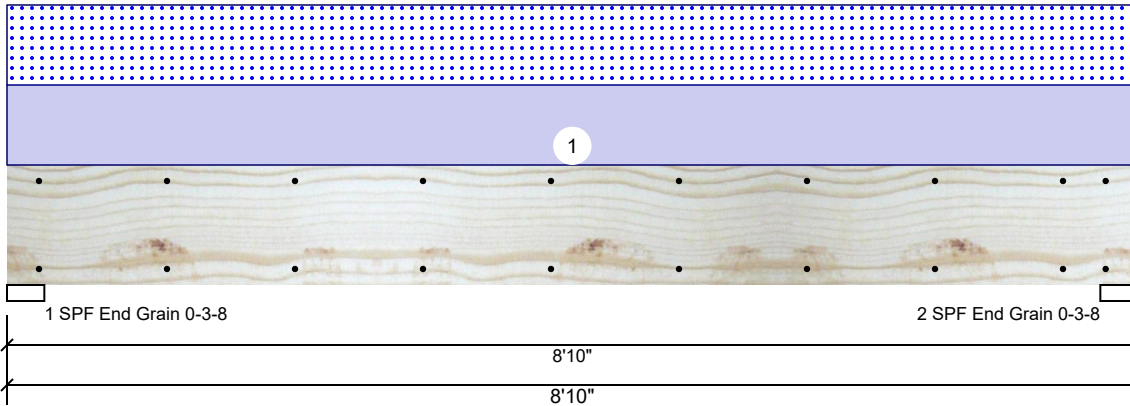 1
1 SPF End Grain 0-3-8
2 SPF End Grain 0-3-8
8'10"
8'10"